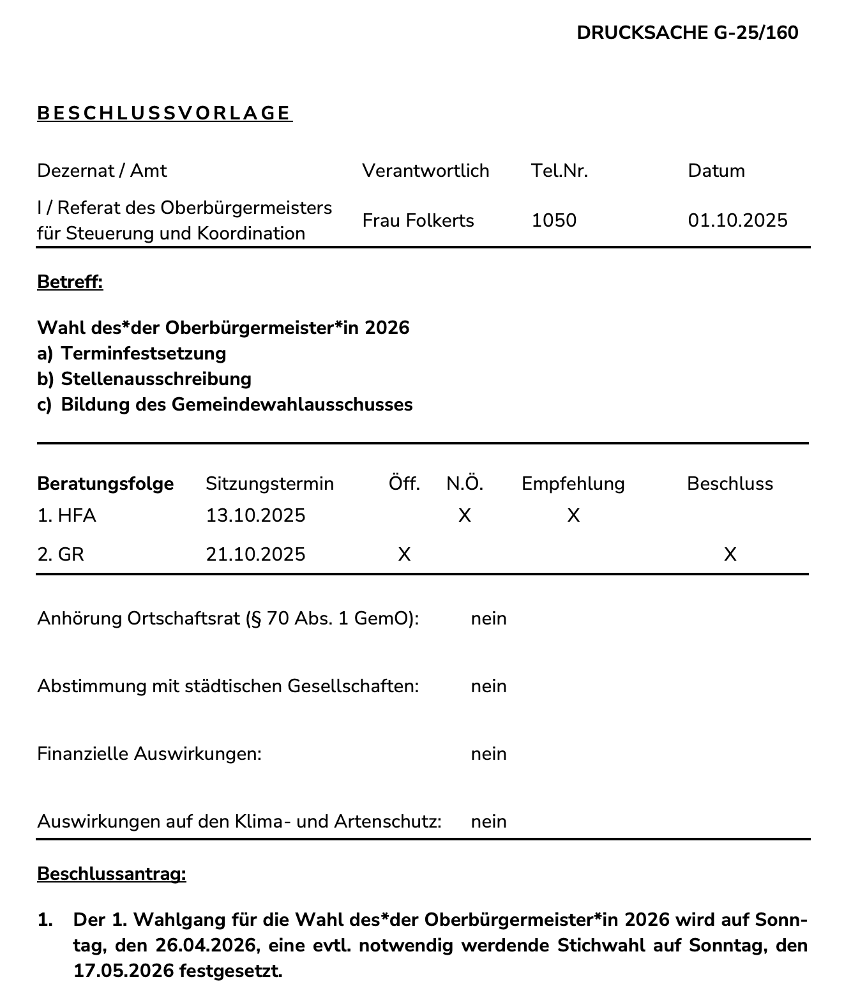 DRUCKSACHE G-25/160
BESCHLUSSVORLAGE
Dezernat / Amt Verantwortlich Tel.Nr. Datum
I / Referat des Oberbürgermeisters
für Steuerung und Koordination Frau Folkerts 1050 01.10.2025
Betreff:
Wahl des*der Oberbürgermeister*in 2026
a) Terminfestsetzung
b) Stellenausschreibung
c) Bildung des Gemeindewahlausschusses
Beratungsfolge Sitzungstermin Öff. N.Ö. Empfehlung Beschluss
1. HFA 13.10.2025 X X
2. GR 21.10.2025 X X
Anhörung Ortschaftsrat (§ 70 Abs. 1 GemO): nein
Abstimmung mit städtischen Gesellschaften: nein
Finanzielle Auswirkungen: nein
Auswirkungen auf den Klima- und Artenschutz: nein
Beschlussantrag:
1. Der 1. Wahlgang für die Wahl des*der Oberbürgermeister*in 2026 wird auf Sonn-
tag, den 26.04.2026, eine evtl. notwendig werdende Stichwahl auf Sonntag, den
17.05.2026 festgesetzt.